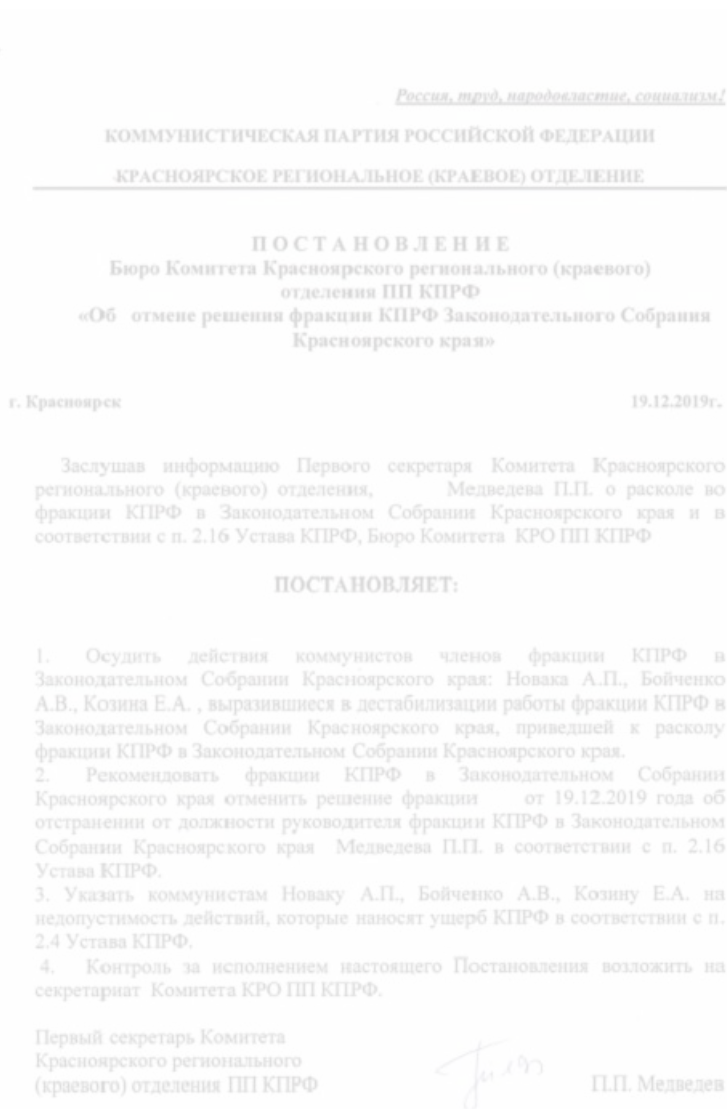 Россия, труд, народовластие, социализм!
КОММУНИСТИЧЕСКАЯ ПАРТИЯ РОССИЙСКОЙ ФЕДЕРАЦИИ
КРАСНОЯРСКОЕ РЕГИОНАЛЬНОЕ (КРАЕВОЕ) ОТДЕЛЕНИЕ
П О С Т А Н О В Л Е Н И Е
Бюро Комитета Красноярского регионального (краевого)
отделения ПП КПРФ
«Об отмене решения фракции КПРФ Законодательного Собрания
Красноярского края»
г. Красноярск 19.12.2019г.
Заслушав информацию Первого секретаря Комитета Красноярского
регионального (краевого) отделения, Медведева П.П. о расколе во
фракции КПРФ в Законодательном Собрании Красноярского края и в
соответствии с п. 2.16 Устава КПРФ, Бюро Комитета КРО ПП КПРФ
ПОСТАНОВЛЯЕТ:
1. Осудить действия коммунистов членов фракции КПРФ в
Законодательном Собрании Красноярского края: Новака А.П., Бойченко
А.В., Козина Е.А. , выразившиеся в дестабилизации работы фракции КПРФ в
Законодательном Собрании Красноярского края, приведшей к расколу
фракции КПРФ в Законодательном Собрании Красноярского края.
2. Рекомендовать фракции КПРФ в Законодательном Собрании
Красноярского края отменить решение фракции от 19.12.2019 года об
отстранении от должности руководителя фракции КПРФ в Законодательном
Собрании Красноярского края Медведева П.П. в соответствии с п. 2.16
Устава КПРФ.
3. Указать коммунистам Новаку А.П., Бойченко А.В., Козину Е.А. на
недопустимость действий, которые наносят ущерб КПРФ в соответствии с п.
2.4 Устава КПРФ.
4. Контроль за исполнением настоящего Постановления возложить на
секретариат Комитета КРО ПП КПРФ.
Первый секретарь Комитета
Красноярского регионального
(краевого) отделения ПП КПРФ П.П. Медведев